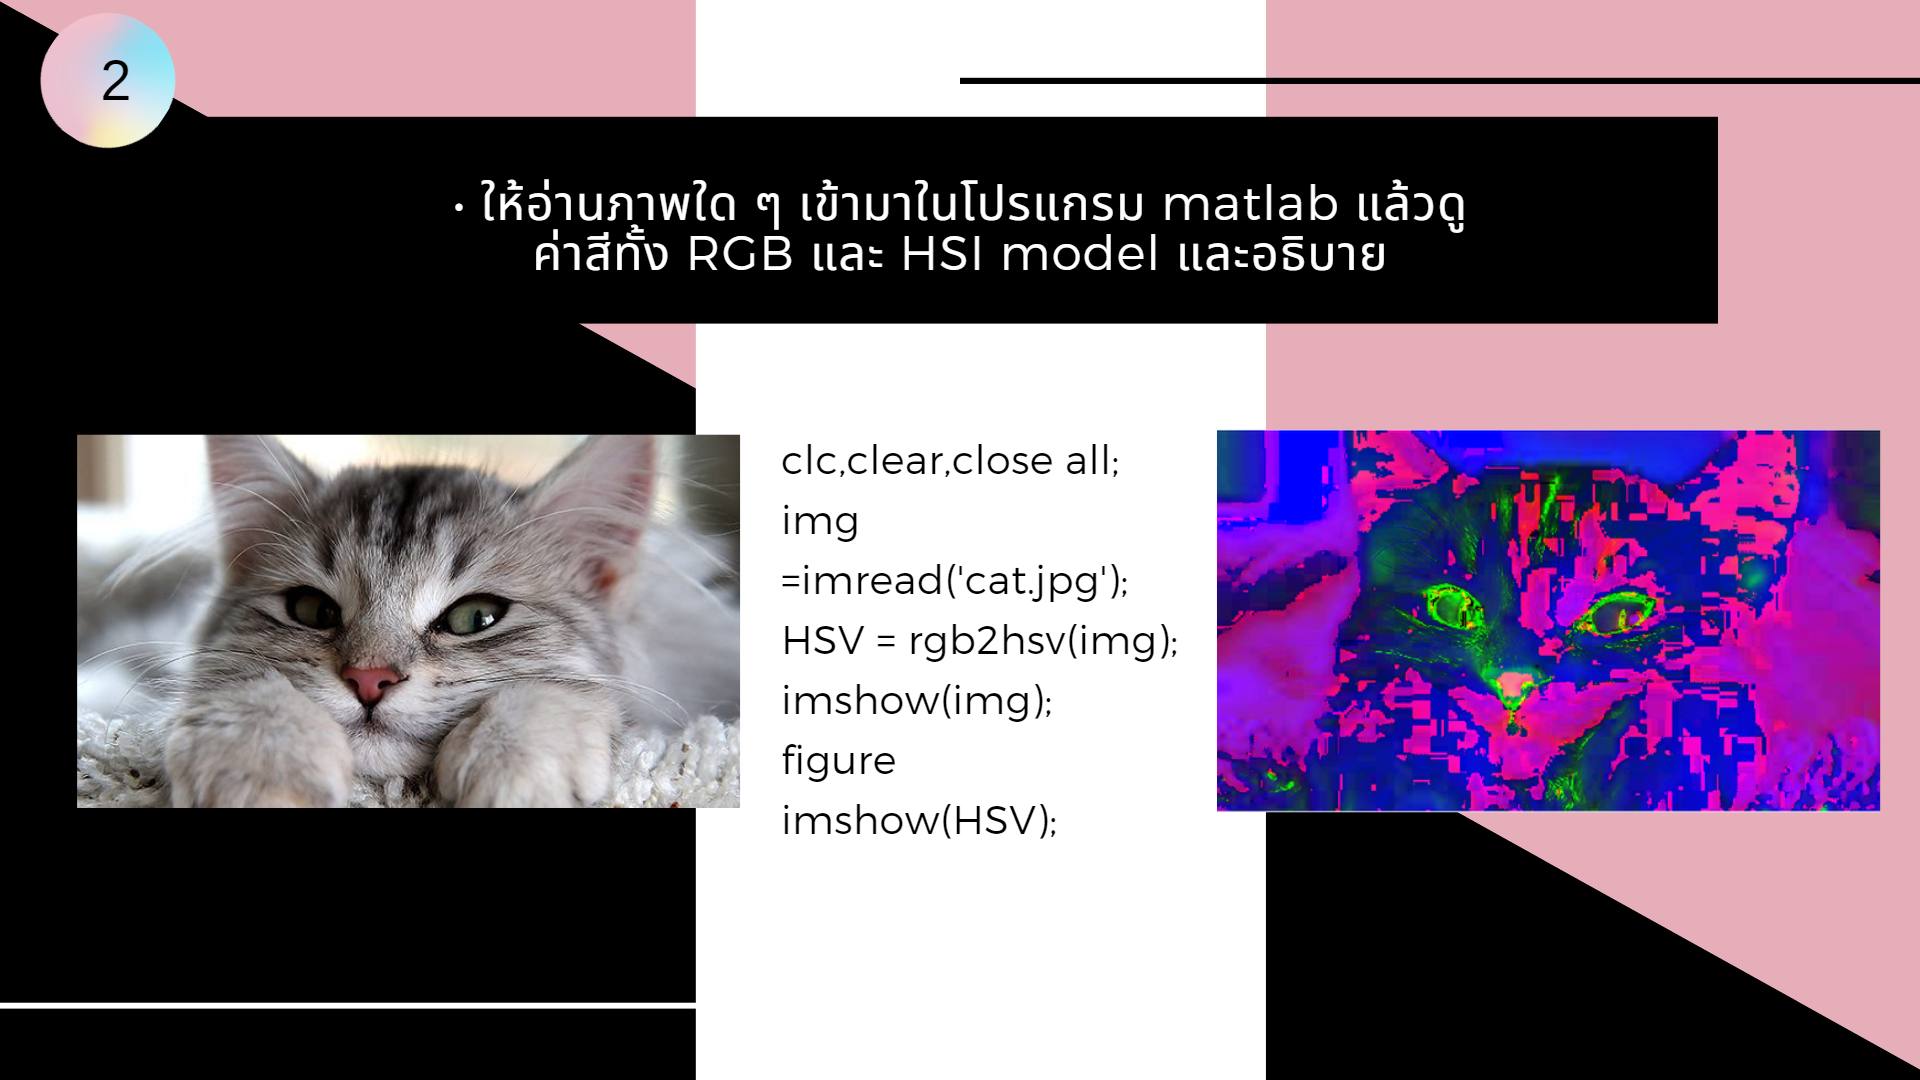 2
• ให้อ่านภาพใด ๆ เข้ามาในโปรแกรม matlab แล้วดู
ค่าสีทั้ง RGB และ HSI model และอธิบาย
clc,clear,close all;
img
=imread('cat.jpg');
HSV = rgb2hsv(img);
imshow(img);
figure
imshow(HSV);